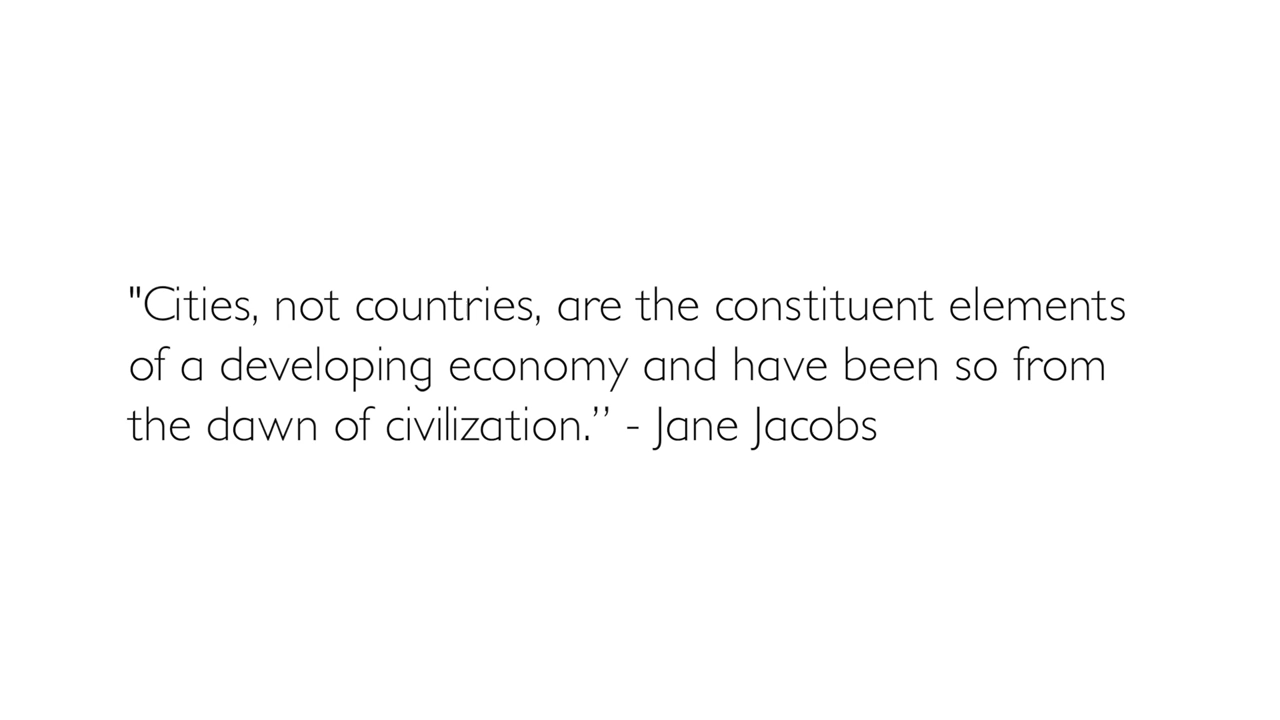 "Cities, not countries, are the constituent elements
of a developing economy and have been so from
the dawn of civilization.’’ - Jane Jacobs